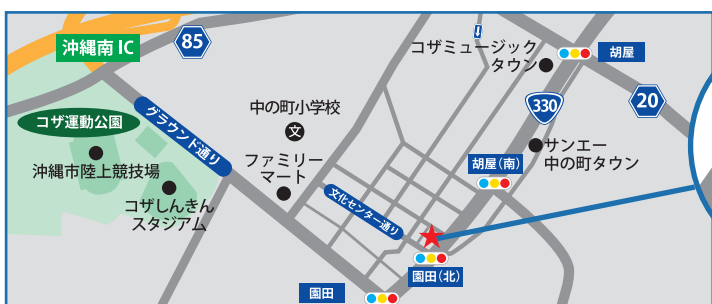 沖縄南 IC
85
コザミュージック
タウン
胡屋
330
20
コザ運動公園
グラウンド通り
中の町小学校
文
沖縄市陸上競技場
ファミリー
マート
胡屋(南)
サンエー
中の町タウン
コザしんきん
スタジアム
文化センター通り
園田(北)
園田